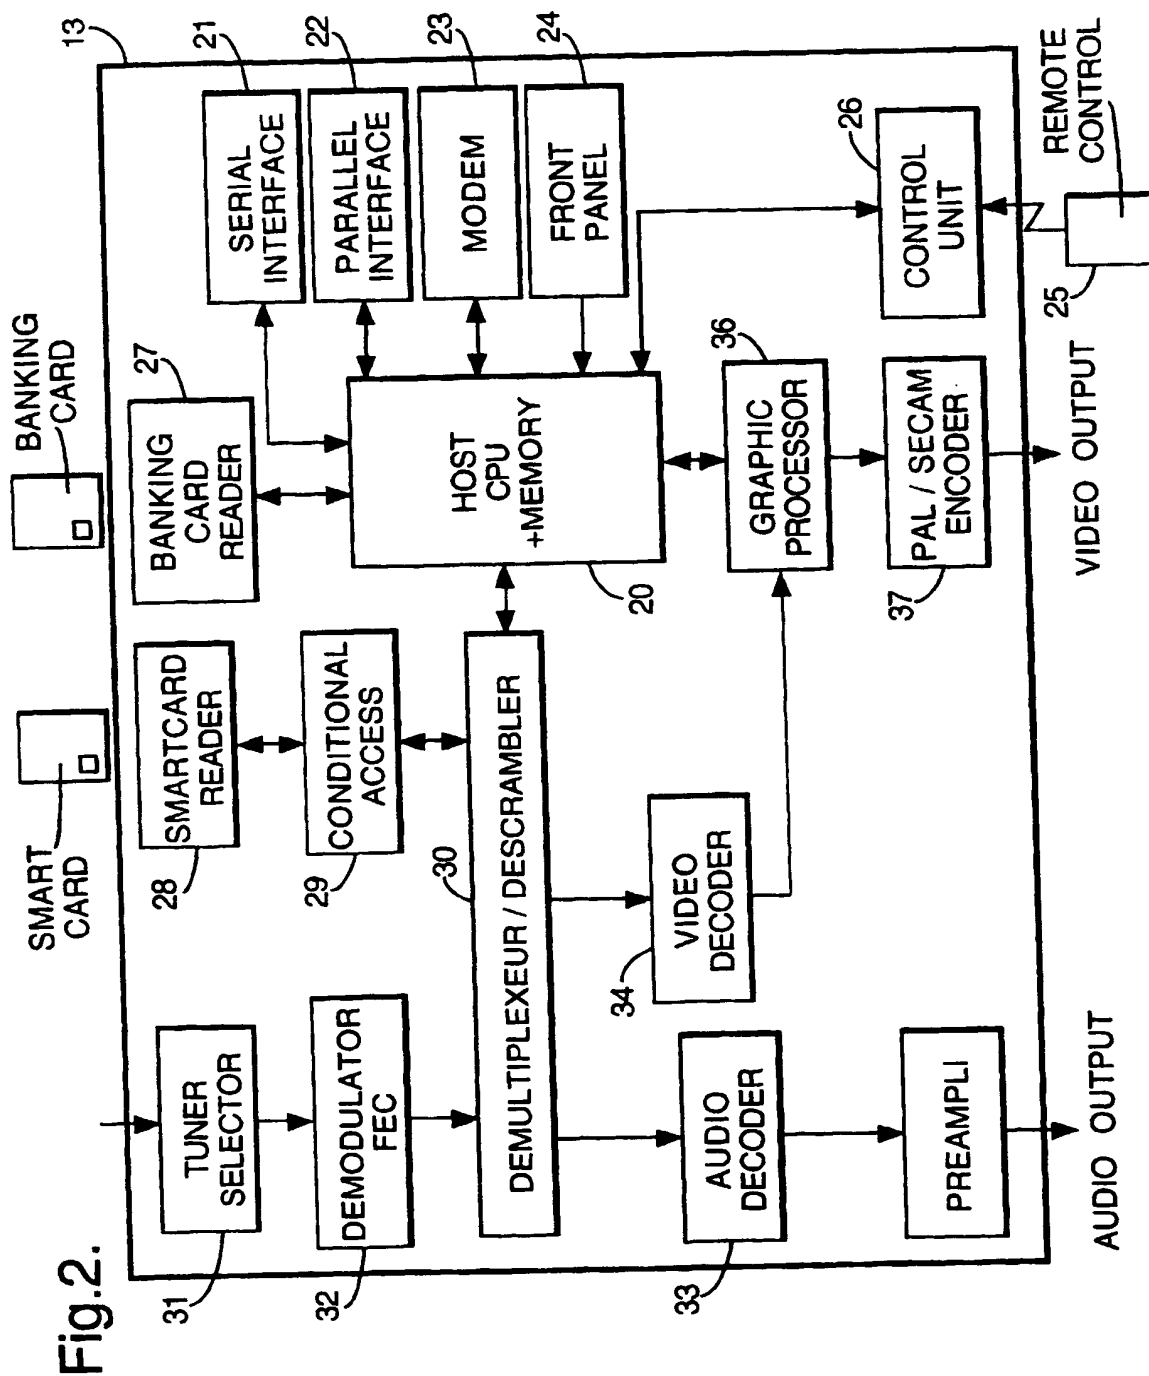 Fig.2.
SMART
CARD
BANKING
CARD
13
TUNER
SELECTOR
31
SMARTCARD
READER
28
BANKING
CARD
READER
27
SERIAL
INTERFACE
21
DEMODULATOR
FEC
32
CONDITIONAL
ACCESS
29
PARALLEL
INTERFACE
22
HOST
CPU
+MEMORY
20
MODEM
23
DEMULTIPLEXEUR / DESCRAMBLER
30
FRONT
PANEL
24
AUDIO
DECODER
33
VIDEO
DECODER
34
GRAPHIC
PROCESSOR
36
PREAMPLI
PAL / SECAM
ENCODER
37
CONTROL
UNIT
26
AUDIO OUTPUT
VIDEO OUTPUT
25
REMOTE
CONTROL